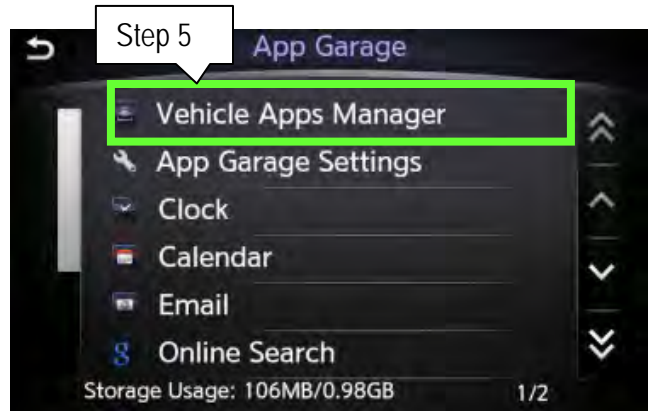 Step 5
App Garage
Vehicle Apps Manager
App Garage Settings
Clock
Calendar
Email
8 Online Search
Storage Usage: 106MB/0.98GB 1/2